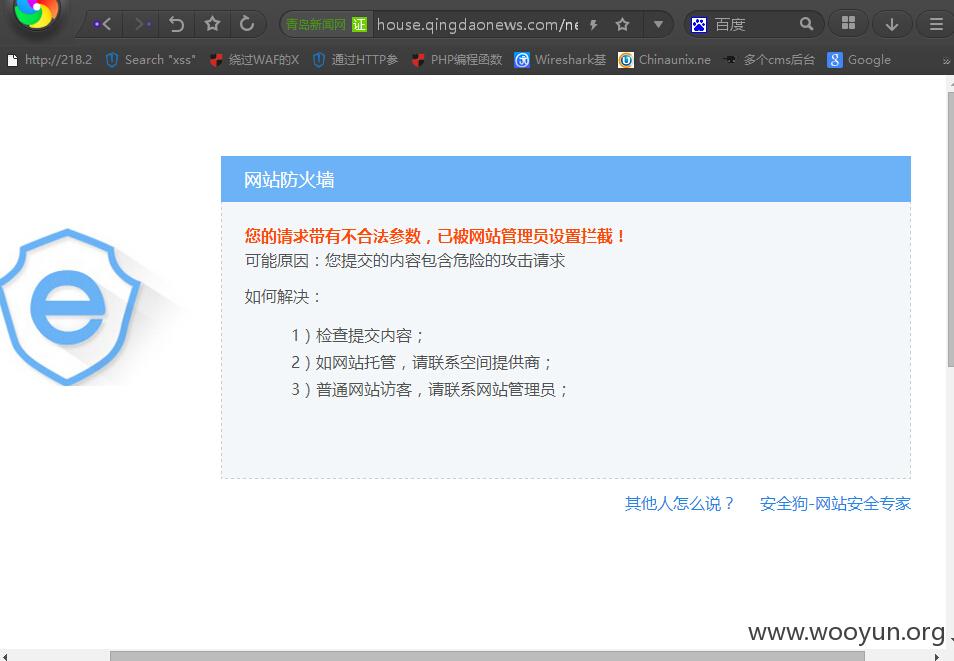 青岛新闻网 证 house.qingdaonews.com/ne 百度
http://218.2 Search "xss" 绕过WAF的X 通过HTTP参 PHP编程函数 Wireshark基 Chinaunix.ne 多个cms后台 8 Google »
网站防火墙
您的请求带有不合法参数，已被网站管理员设置拦截！
可能原因：您提交的内容包含危险的攻击请求
如何解决：
1）检查提交内容；
2）如网站托管，请联系空间提供商；
3）普通网站访客，请联系网站管理员；
其他人怎么说？ 安全狗-网站安全专家
www.wooyun.org